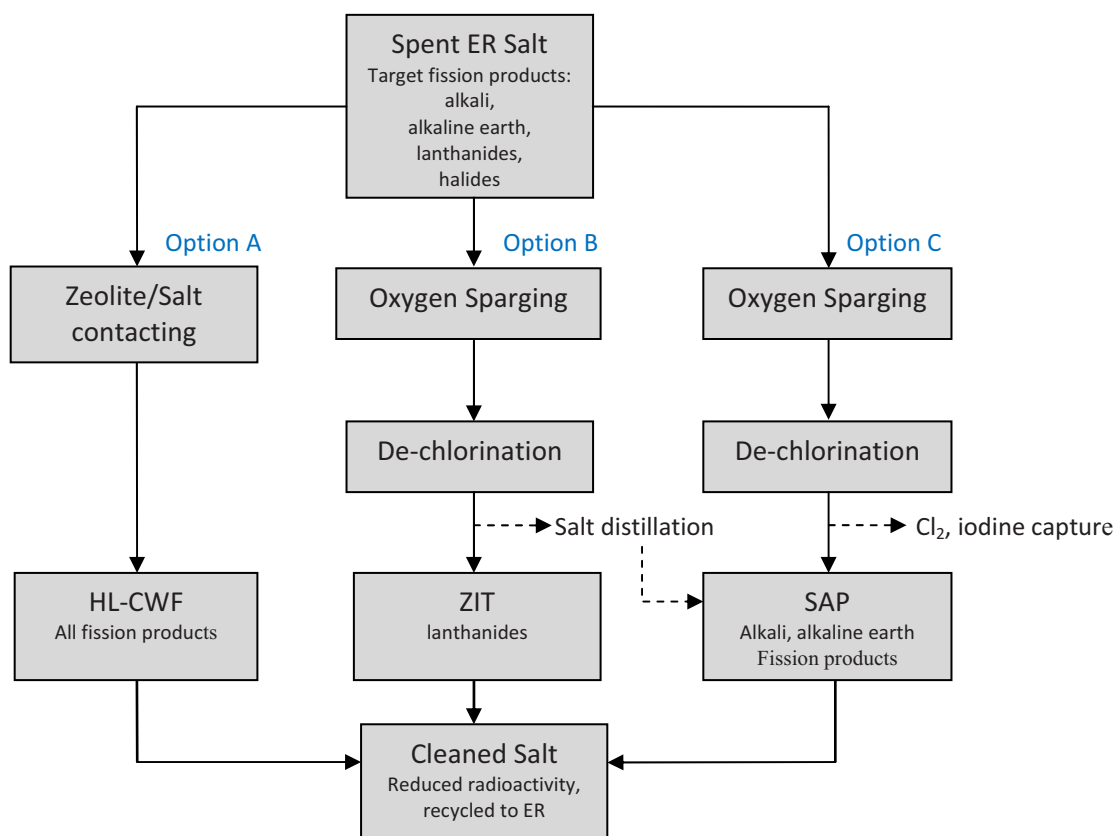 Spent ER Salt
Target fission products:
alkali,
alkaline earth,
lanthanides,
halides
Option A
Option B
Option C
Zeolite/Salt
contacting
Oxygen Sparging
Oxygen Sparging
De-chlorination
De-chlorination
Salt distillation
Cl₂, iodine capture
HL-CWF
All fission products
ZIT
lanthanides
SAP
Alkali, alkaline earth
Fission products
Cleaned Salt
Reduced radioactivity,
recycled to ER